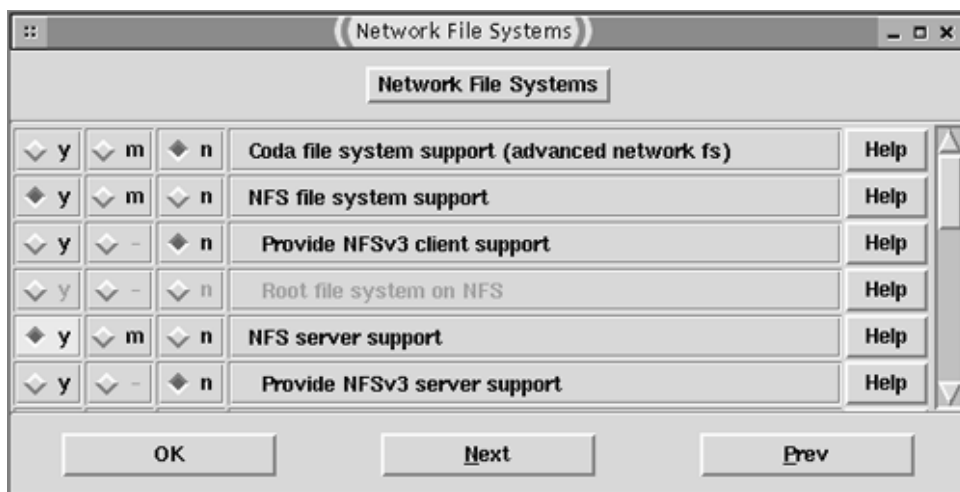 Network File Systems
Network File Systems
y m n Coda file system support (advanced network fs) Help
y m n NFS file system support Help
y - n Provide NFSv3 client support Help
y - n Root file system on NFS Help
y m n NFS server support Help
y - n Provide NFSv3 server support Help
OK Next Prev